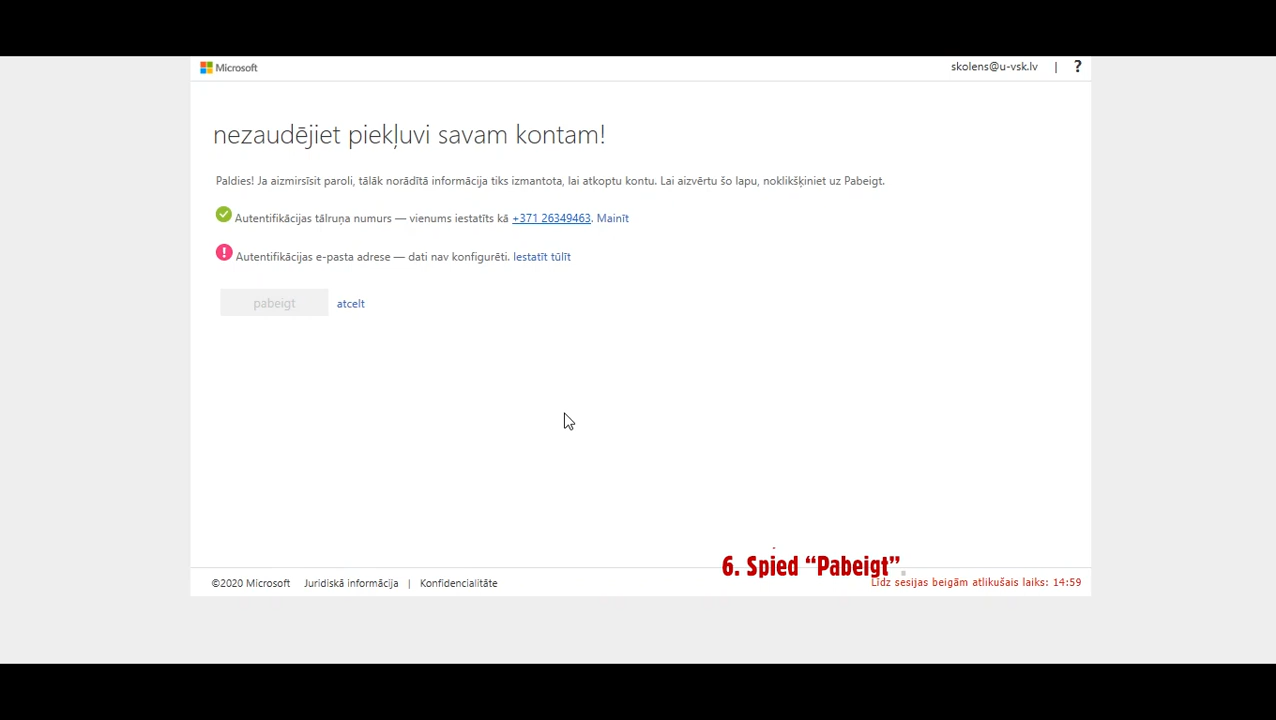 Microsoft
skolens@u-vsk.lv | ?
nezaudējiet piekļuvi savam kontam!
Paldies! Ja aizmirsīsit paroli, tālāk norādītā informācija tiks izmantota, lai atkoptu kontu. Lai aizvērtu šo lapu, noklikšķiniet uz Pabeigt.
Autentifikācijas tālruņa numurs — vienums iestatīts kā +371 26349463. Mainīt
! Autentifikācijas e-pasta adrese — dati nav konfigurēti. Iestatīt tūlīt
pabeigt atcelt
6. Spied “Pabeigt”.
©2020 Microsoft Juridiskā informācija | Konfidencialitāte
Līdz sesijas beigām atlikušais laiks: 14:59